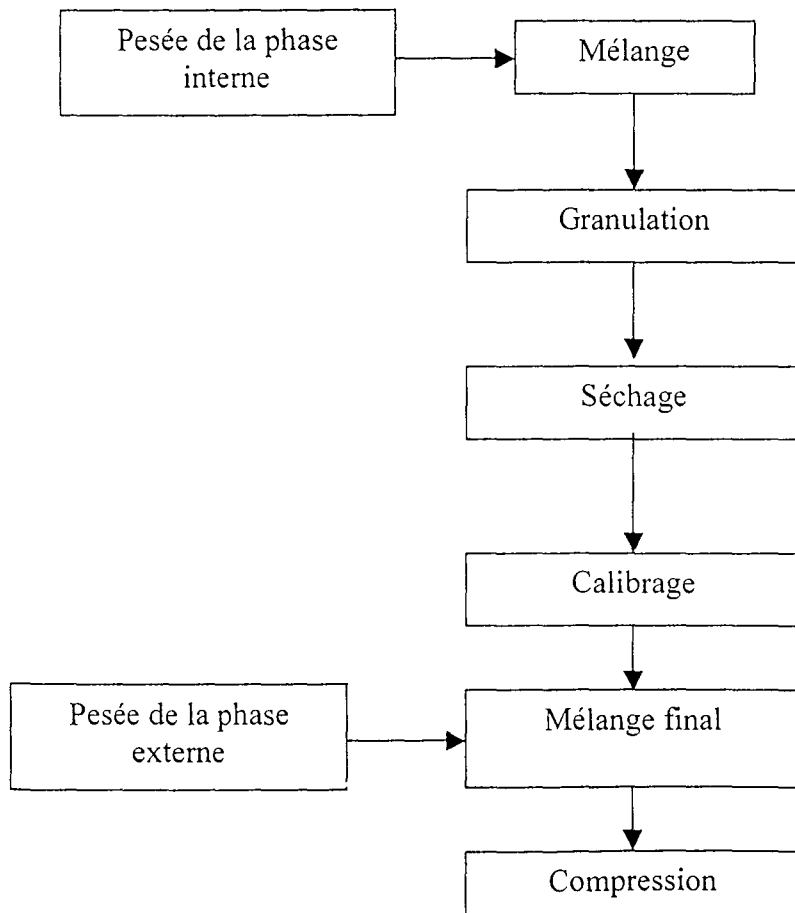 Pesée de la phase
interne
Mélange
Granulation
Séchage
Calibrage
Pesée de la phase
externe
Mélange final
Compression